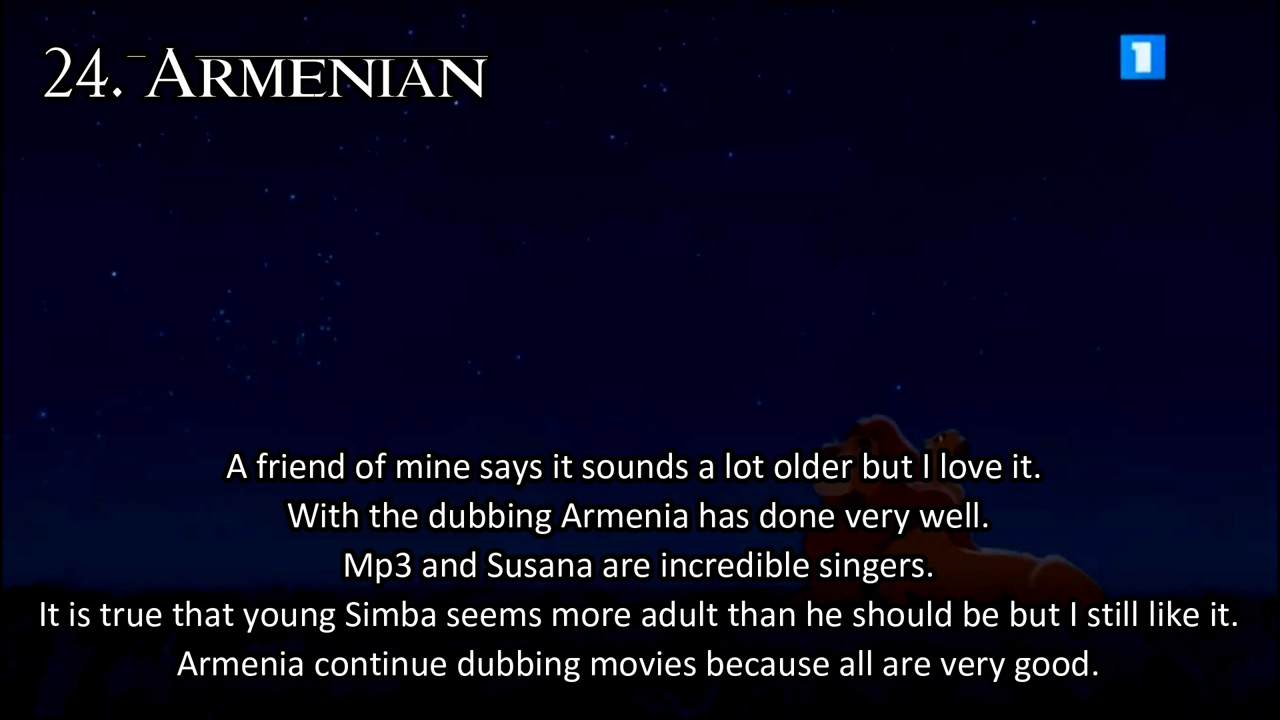 24. ARMENIAN
1
A friend of mine says it sounds a lot older but I love it.
With the dubbing Armenia has done very well.
Mp3 and Susana are incredible singers.
It is true that young Simba seems more adult than he should be but I still like it.
Armenia continue dubbing movies because all are very good.